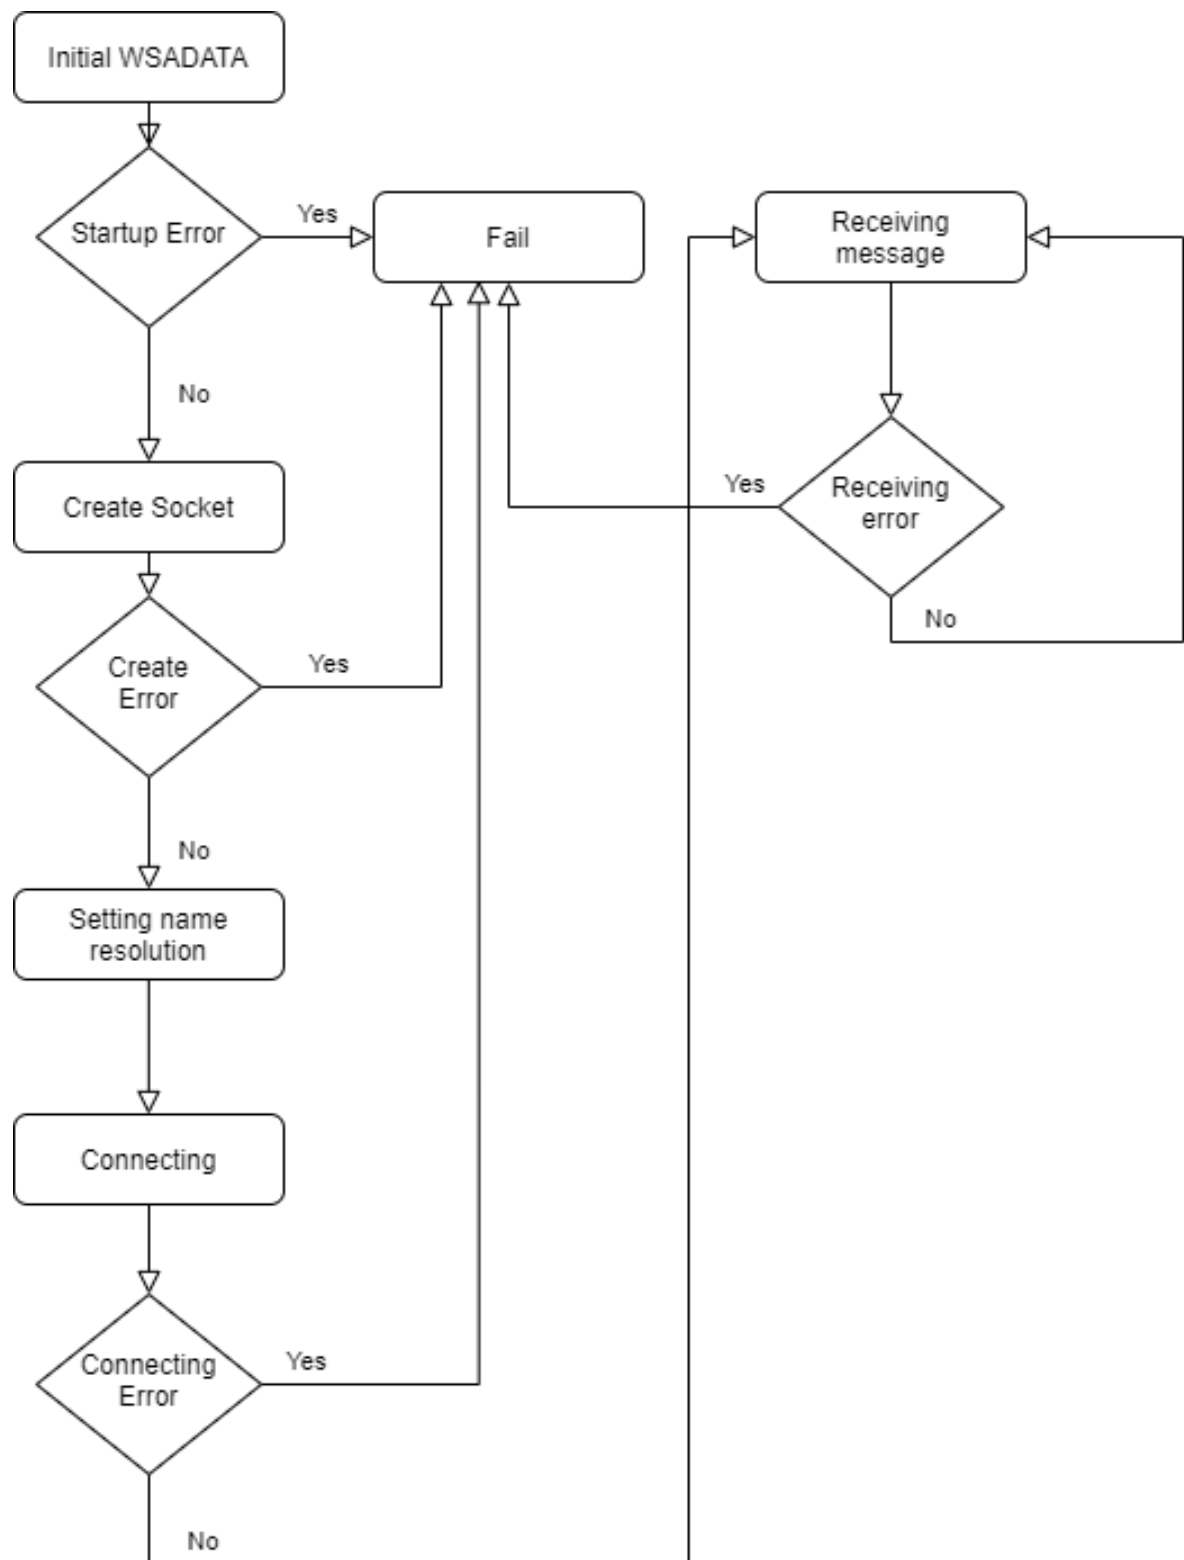 Initial WSADATA
Startup Error
Yes
Fail
Receiving
message
No
Create Socket
Yes
Receiving
error
No
Create
Error
Yes
No
Setting name
resolution
Connecting
Connecting
Error
Yes
No